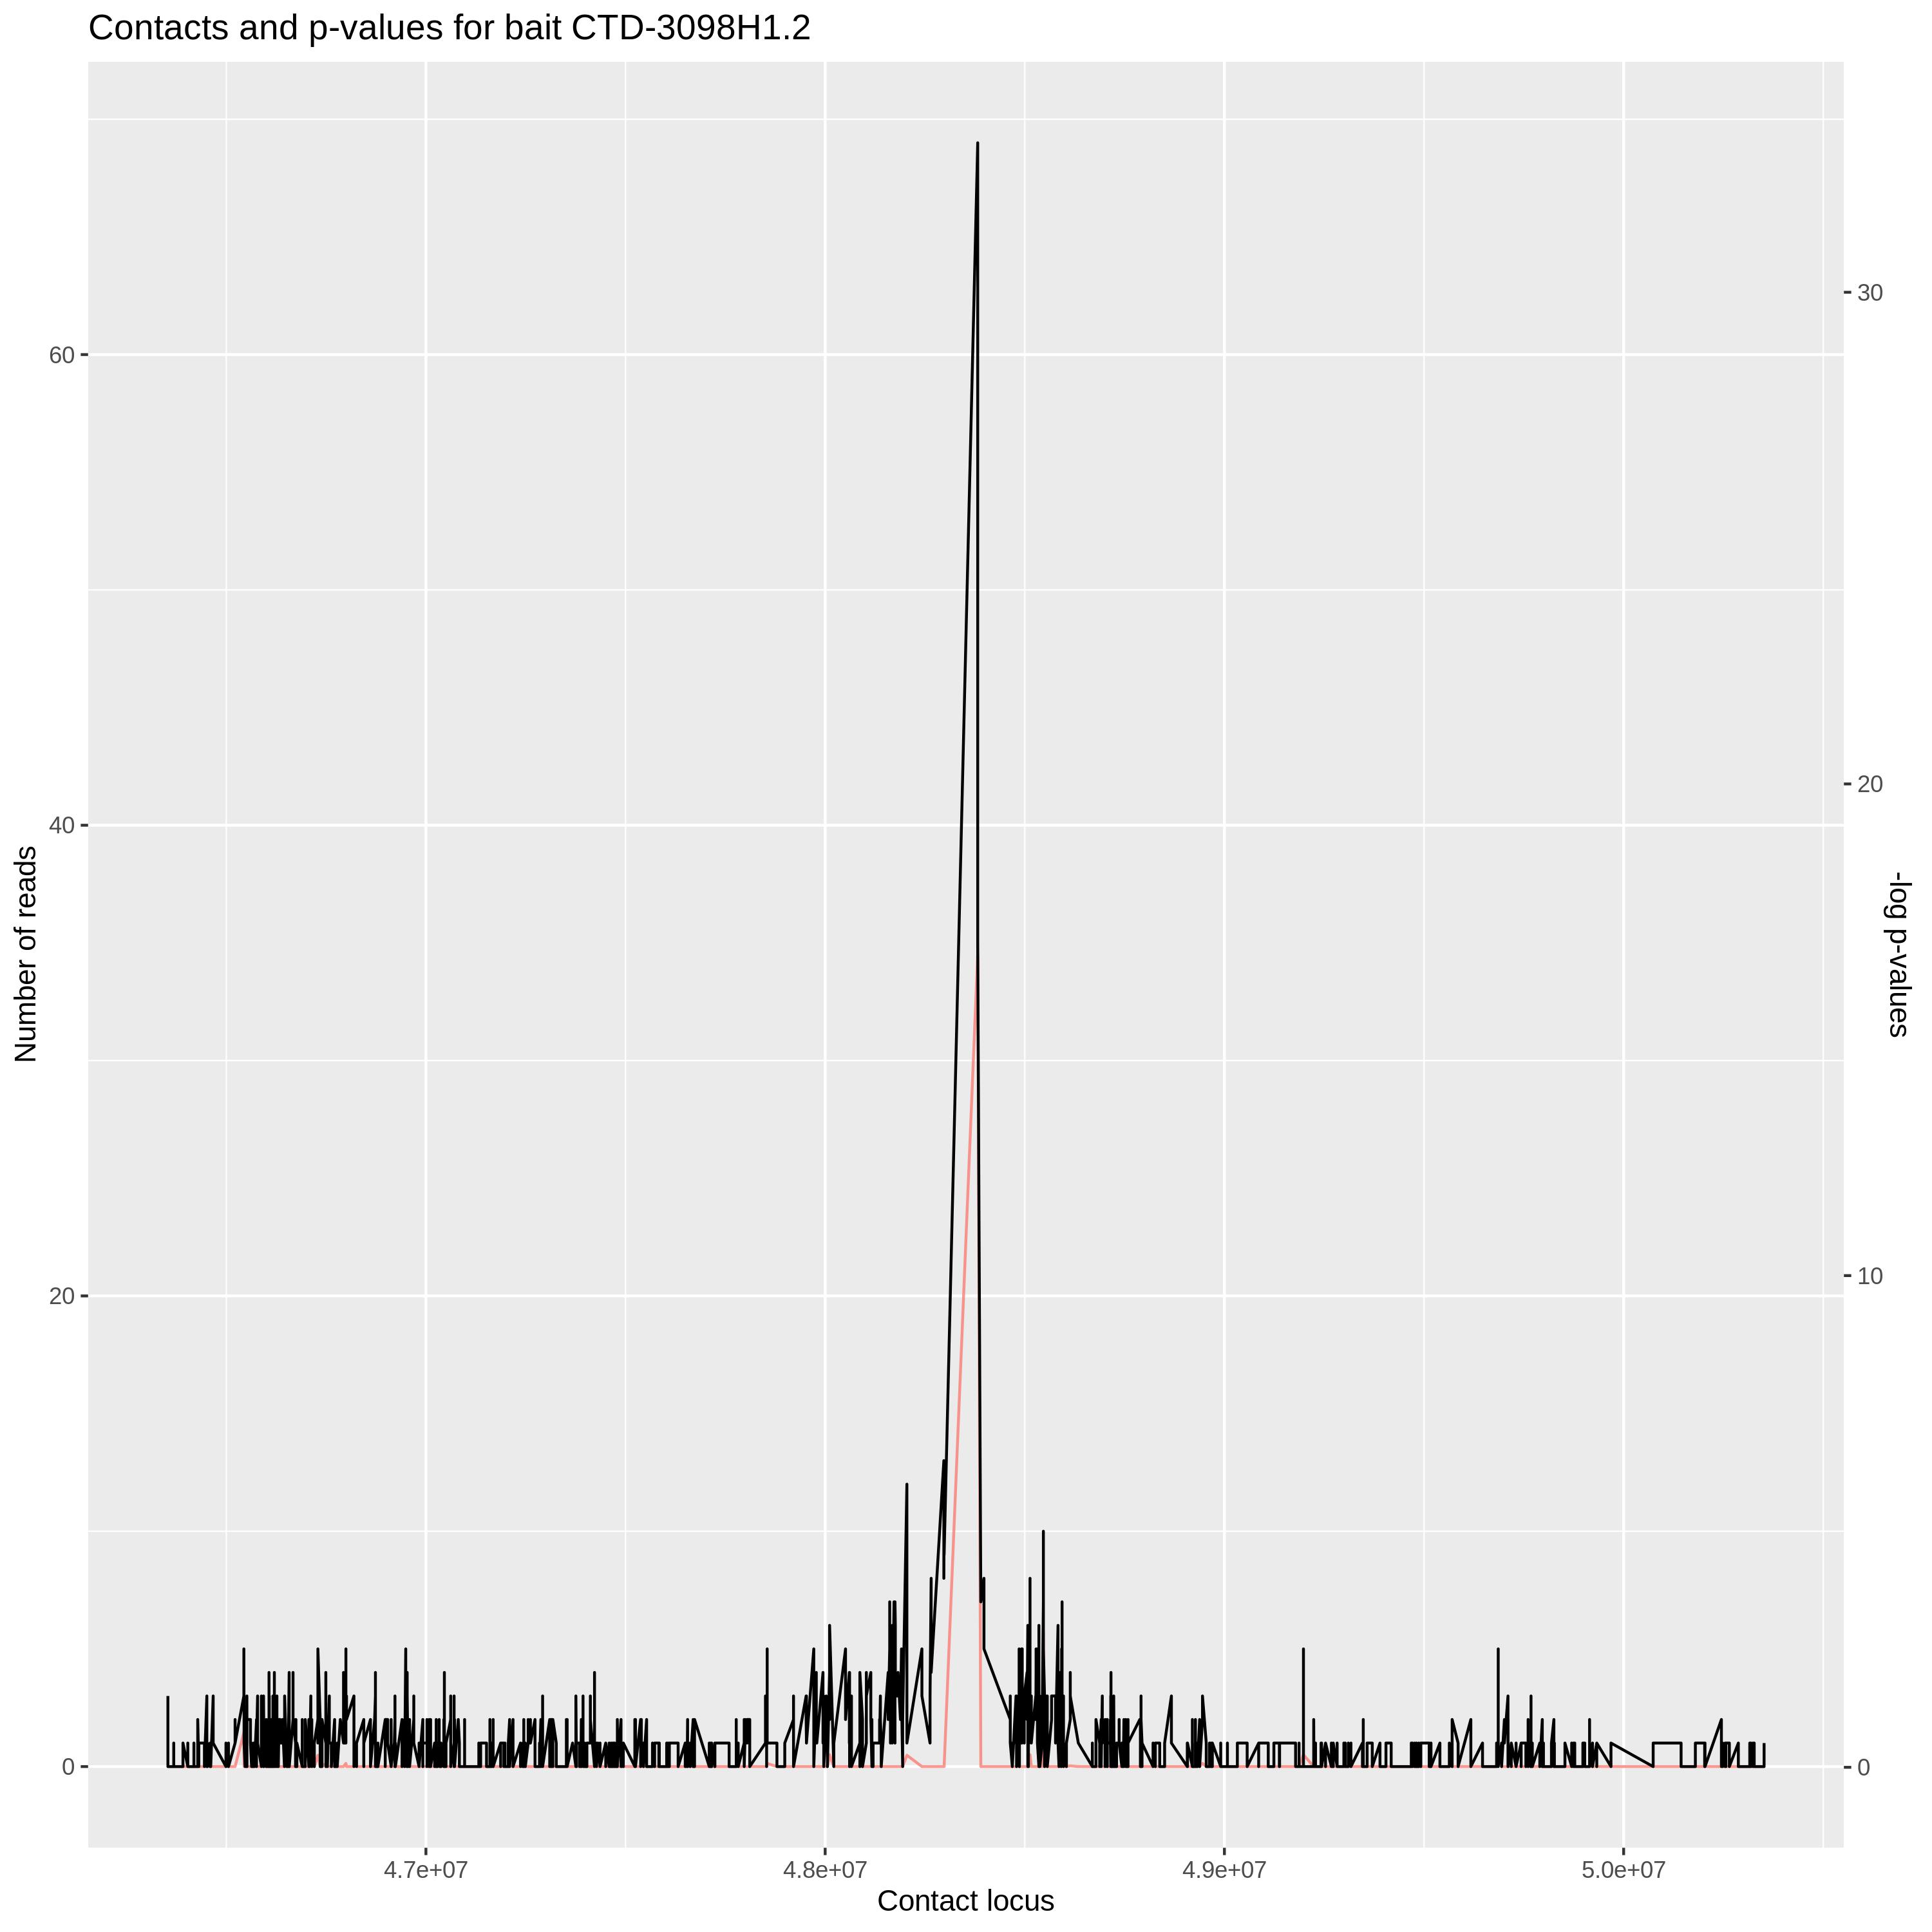 Contacts and p-values for bait CTD-3098H1.2
60
40
20
0
30
20
10
0
Number of reads
-log p-values
4.7e+07
4.8e+07
4.9e+07
5.0e+07
Contact locus